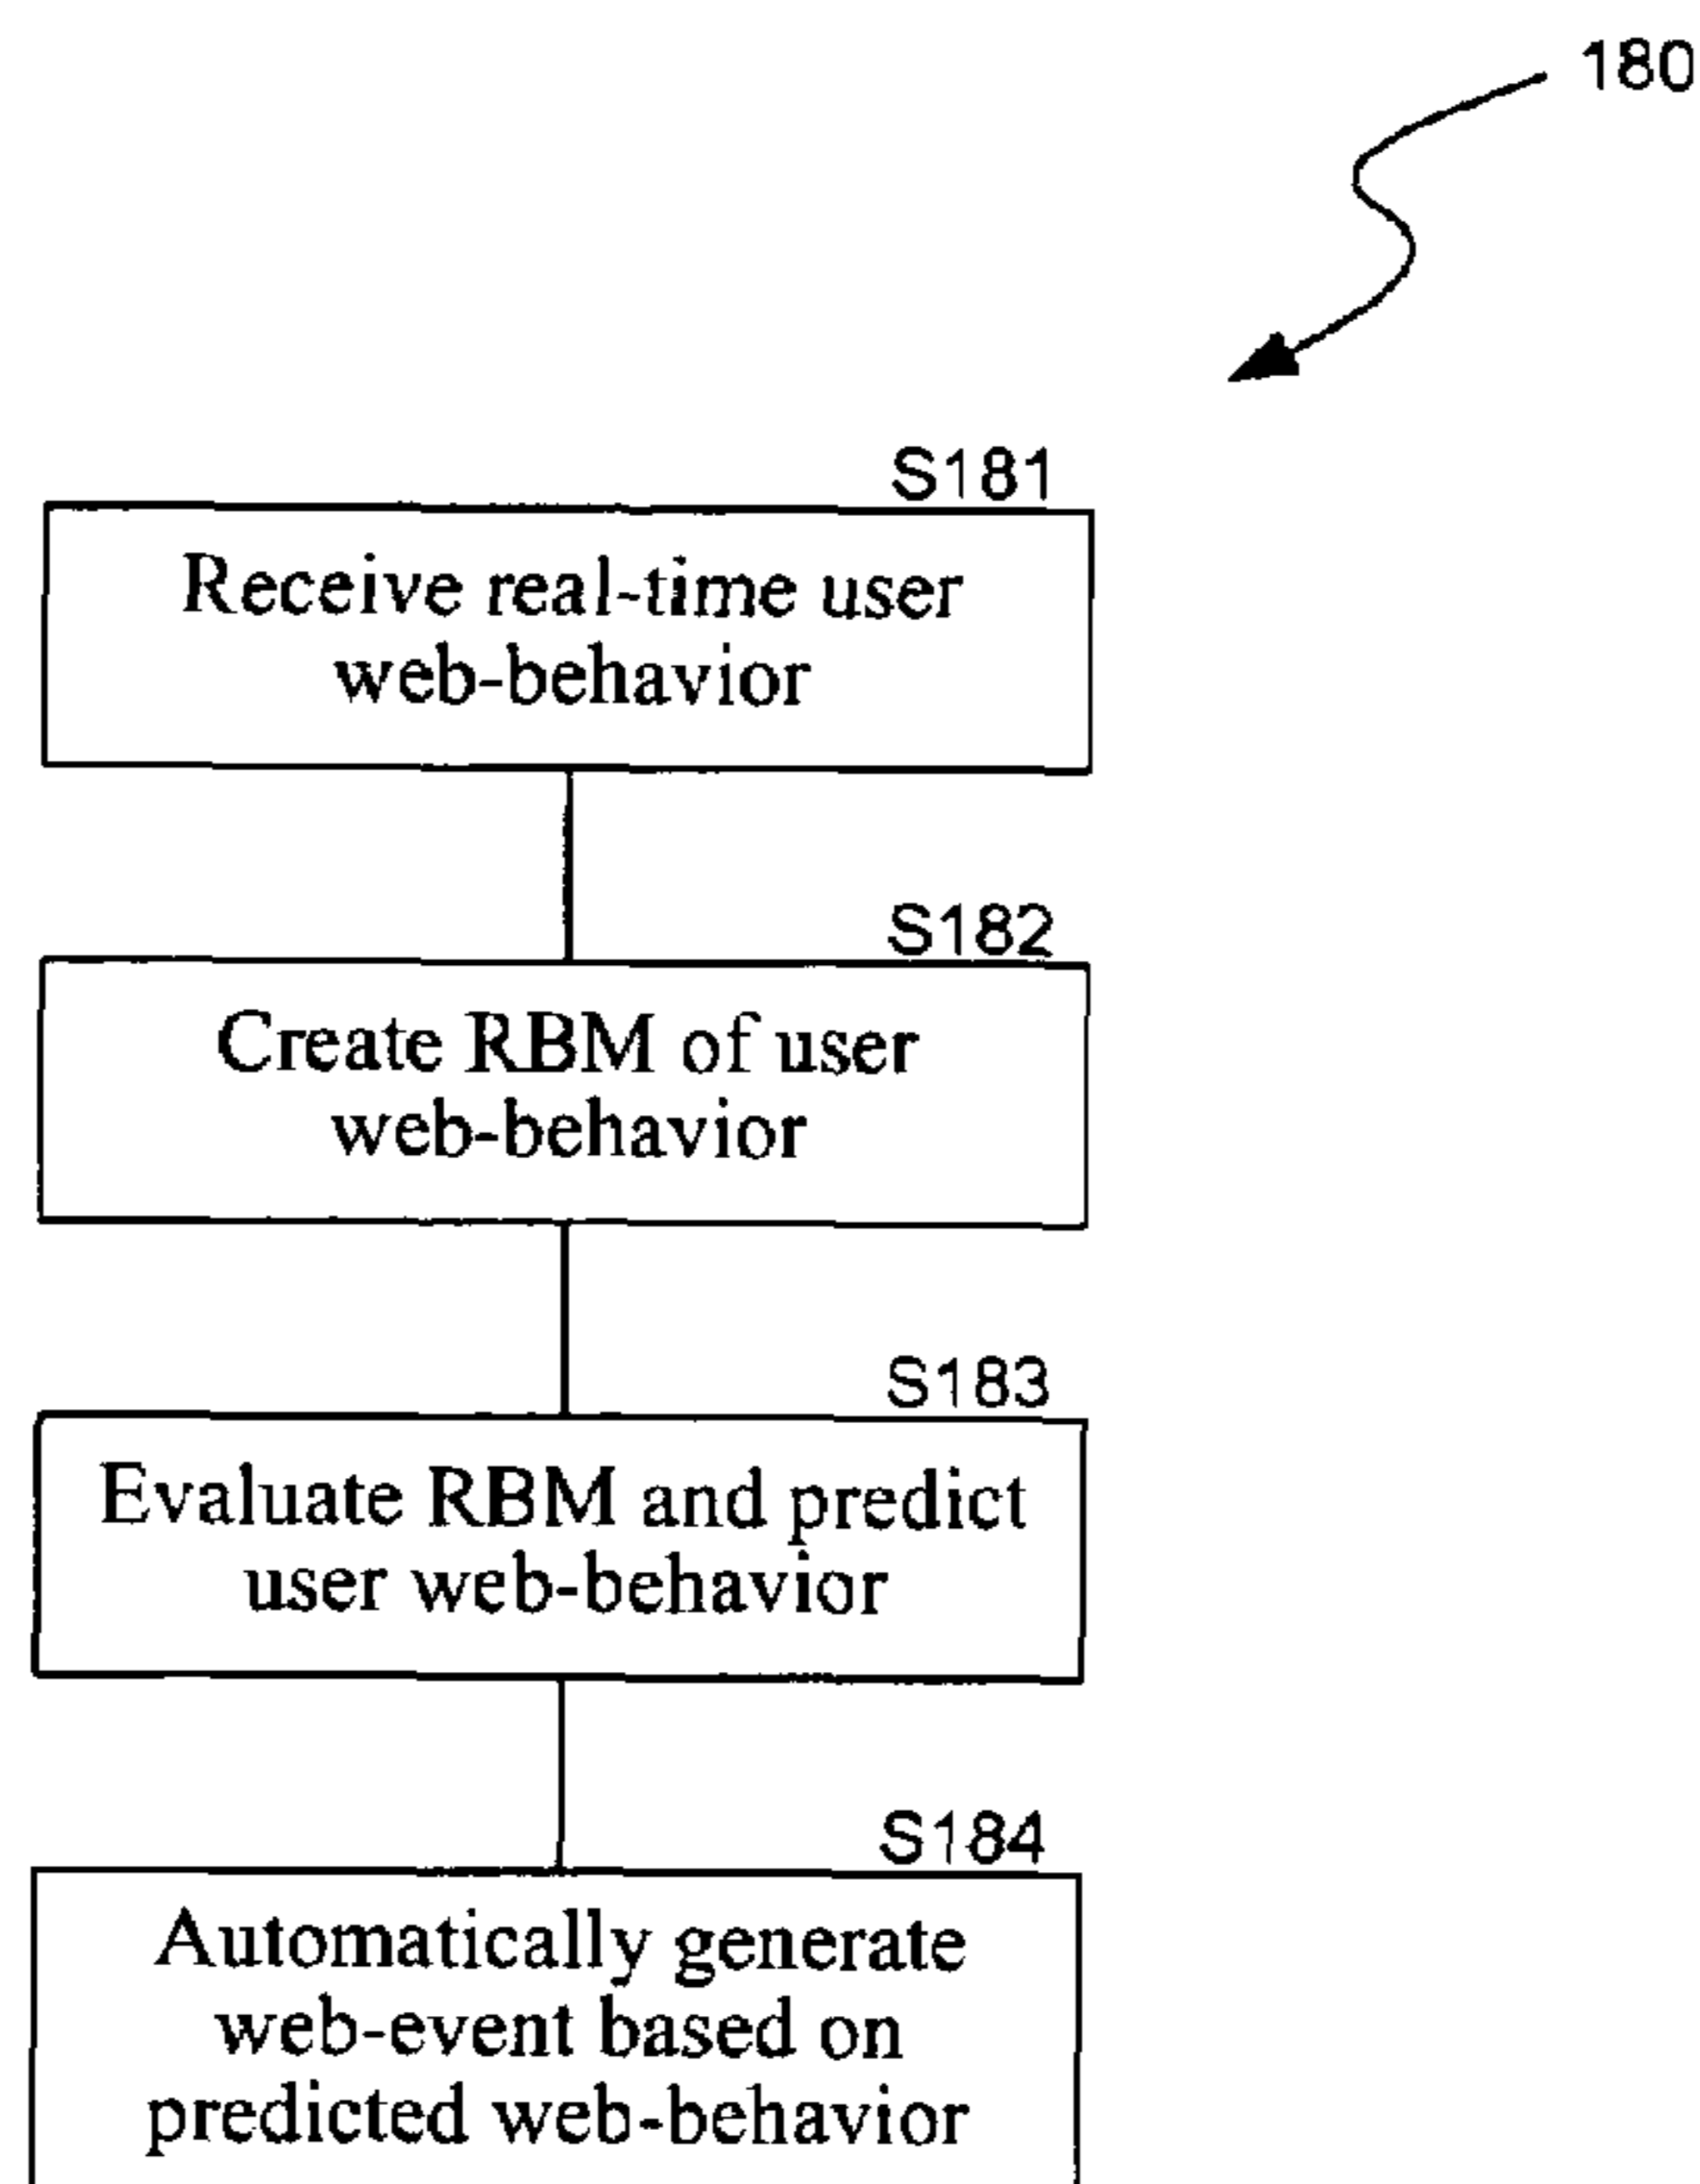 180
S181
Receive real-time user
web-behavior
S182
Create RBM of user
web-behavior
S183
Evaluate RBM and predict
user web-behavior
S184
Automatically generate
web-event based on
predicted web-behavior